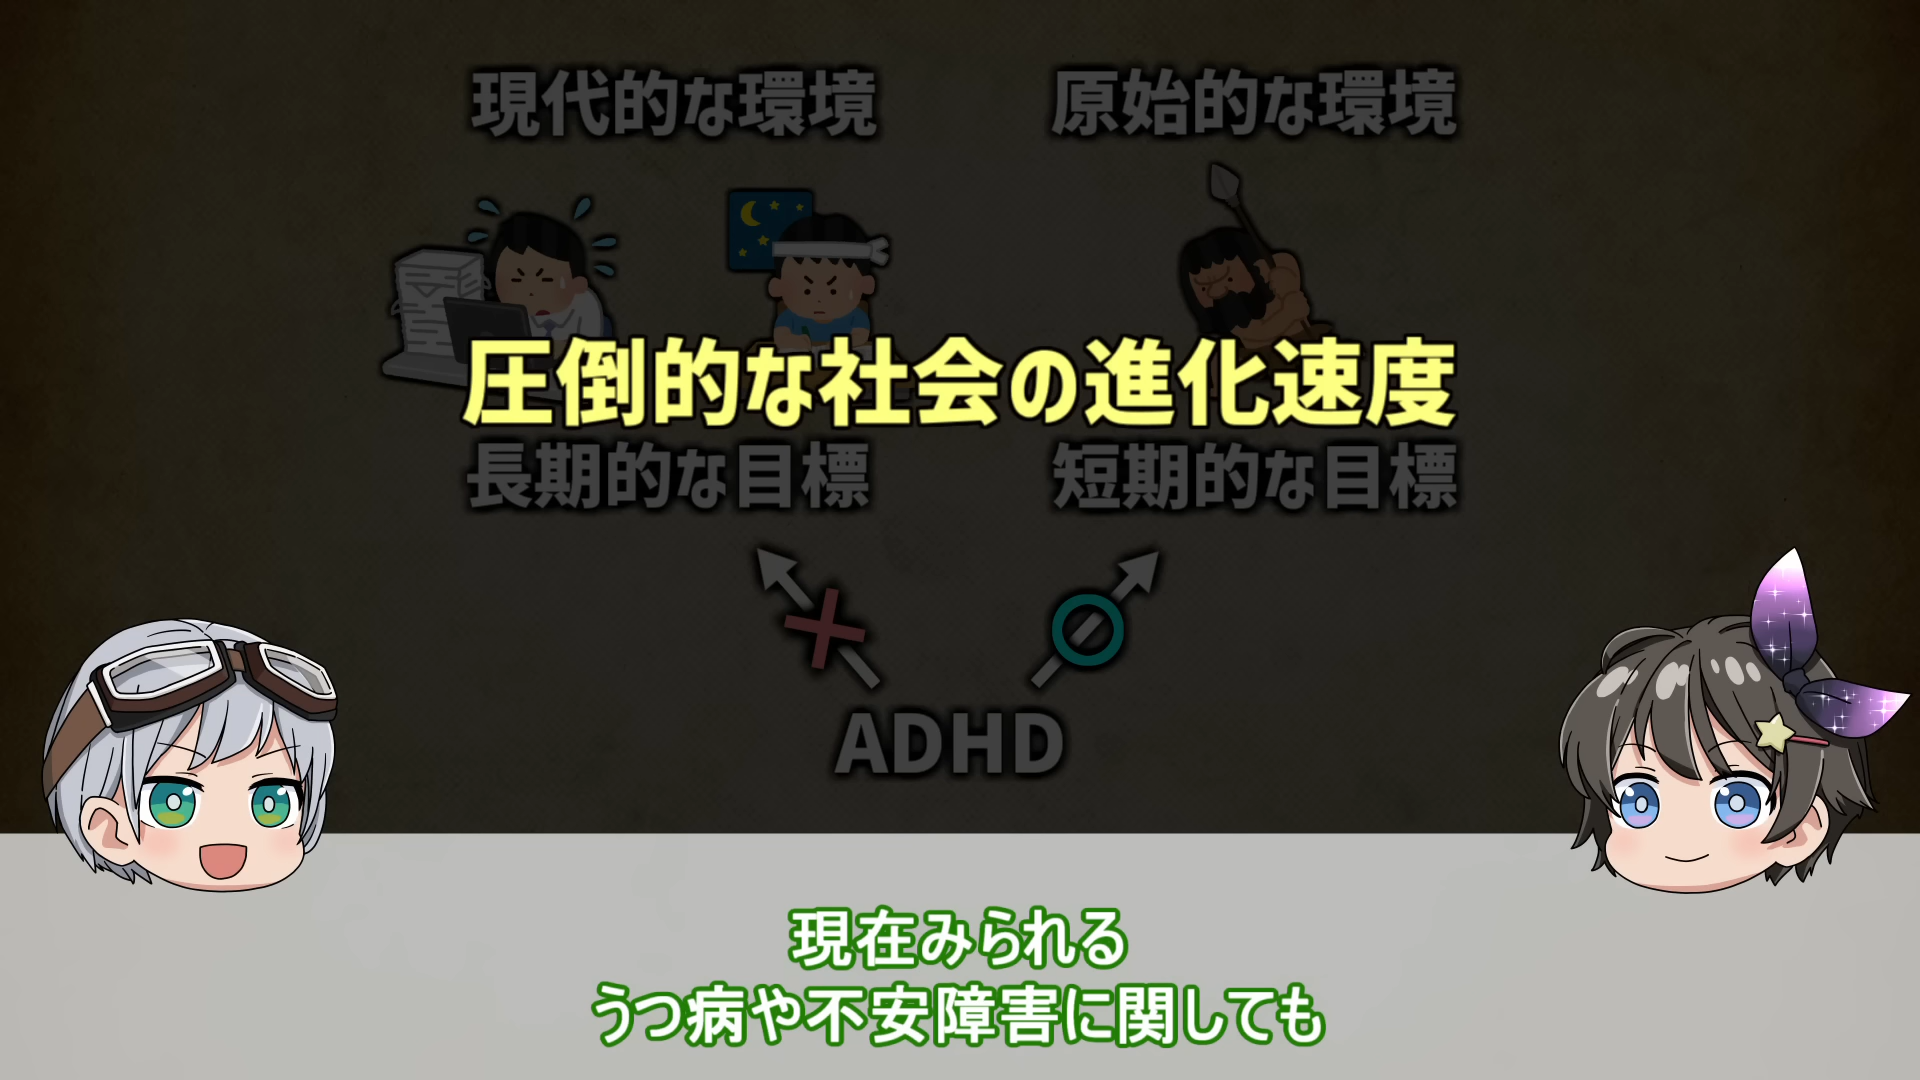 現代的な環境
原始的な環境
圧倒的な社会の進化速度
長期的な目標
短期的な目標
ADHD
現在みられる
うつ病や不安障害に関しても